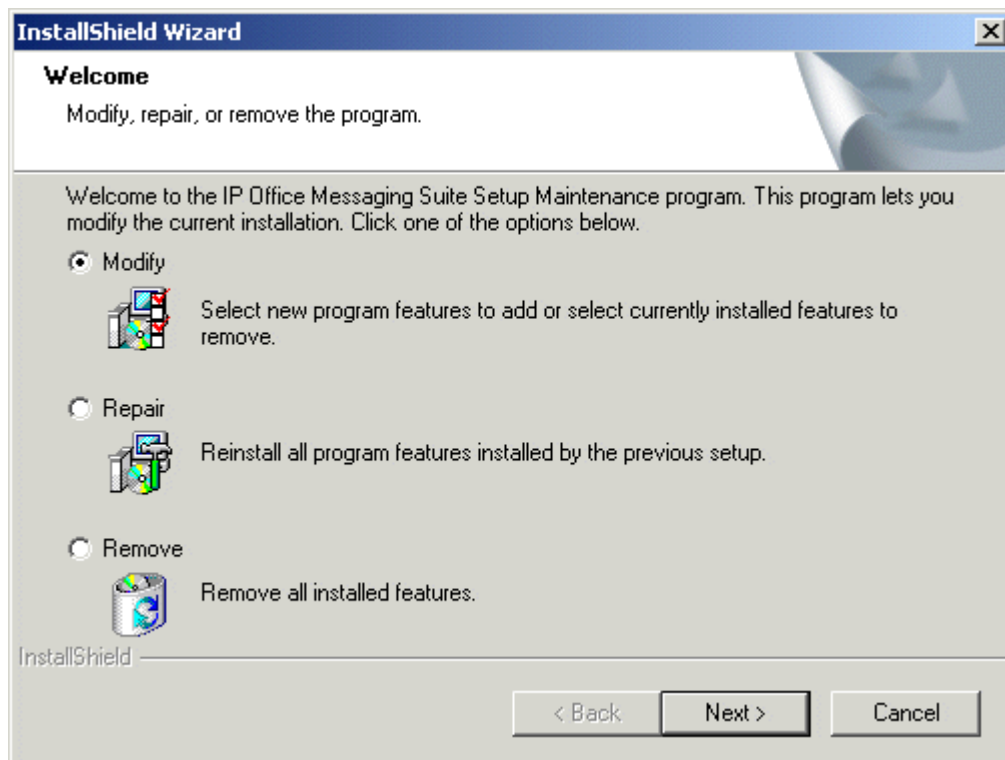 InstallShield Wizard
Welcome
Modify, repair, or remove the program.
Welcome to the IP Office Messaging Suite Setup Maintenance program. This program lets you
modify the current installation. Click one of the options below.
Modify
Select new program features to add or select currently installed features to
remove.
Repair
Reinstall all program features installed by the previous setup.
Remove
Remove all installed features.
InstallShield
< Back
Next >
Cancel